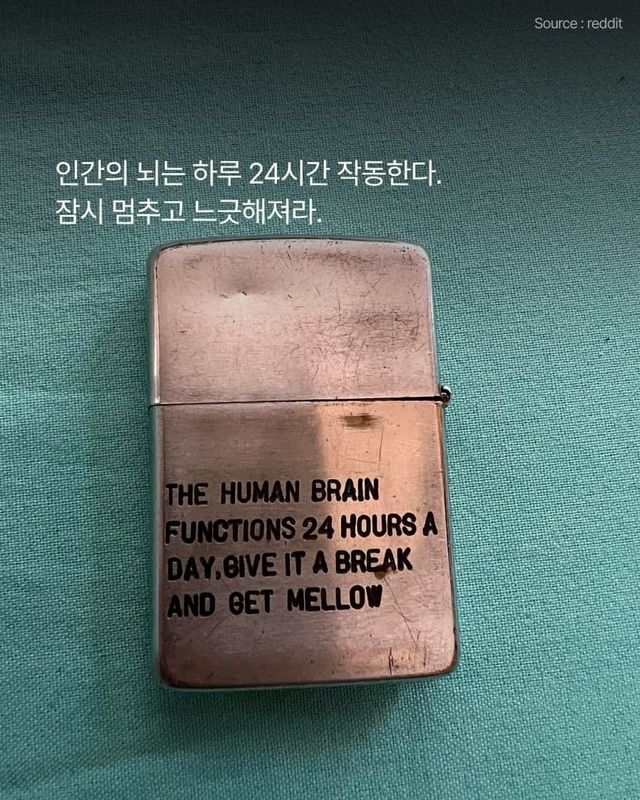 Source : reddit
인간의 뇌는 하루 24시간 작동한다.
잠시 멈추고 느긋해져라.
THE HUMAN BRAIN
FUNCTIONS 24 HOURS A
DAY,GIVE IT A BREAK
AND GET MELLOW